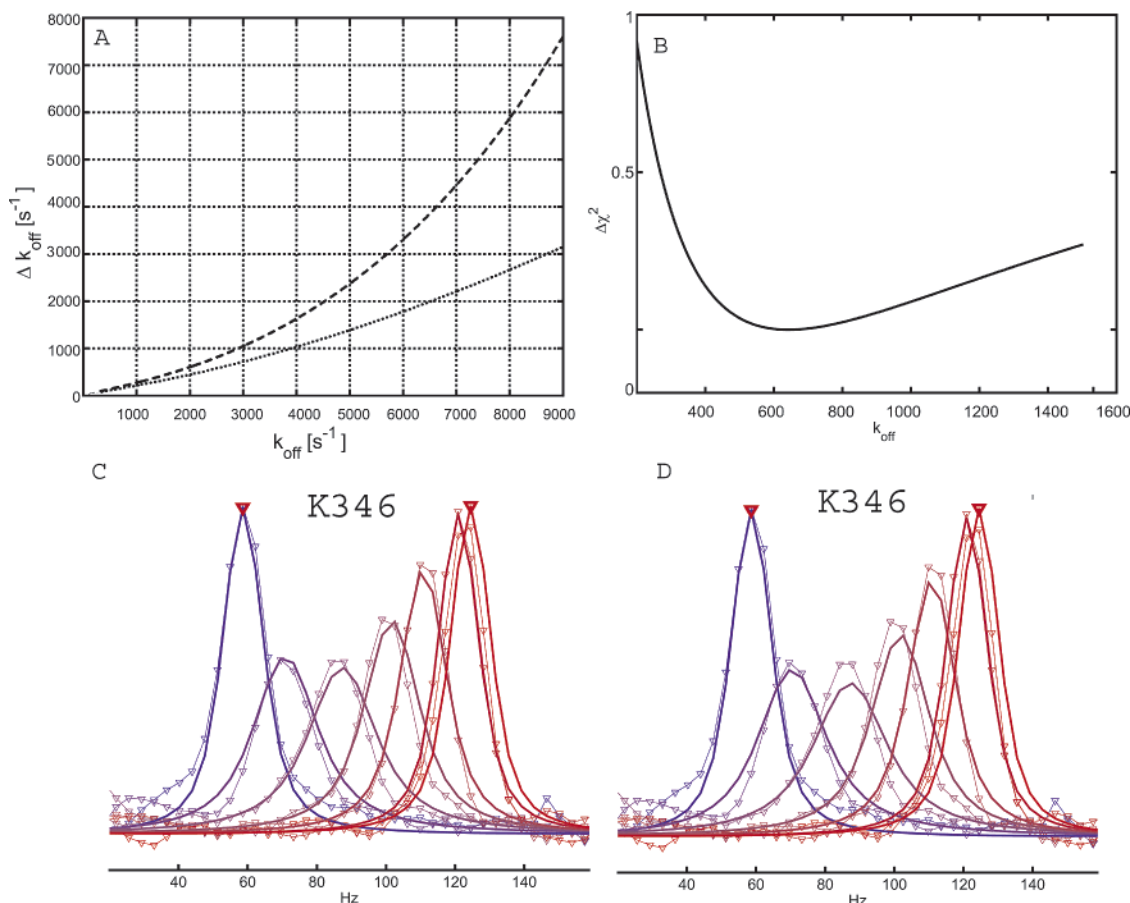 A
8000
7000
6000
5000
4000
3000
2000
1000
0
Δ k_off [s⁻¹]
1000 2000 3000 4000 5000 6000 7000 8000 9000
k_off [s⁻¹]
B
1
0.5
0
Δχ²
400 600 800 1000 1200 1400 1600
k_off
C
K346
40 60 80 100 120 140
Hz
D
K346
40 60 80 100 120 140
Hz